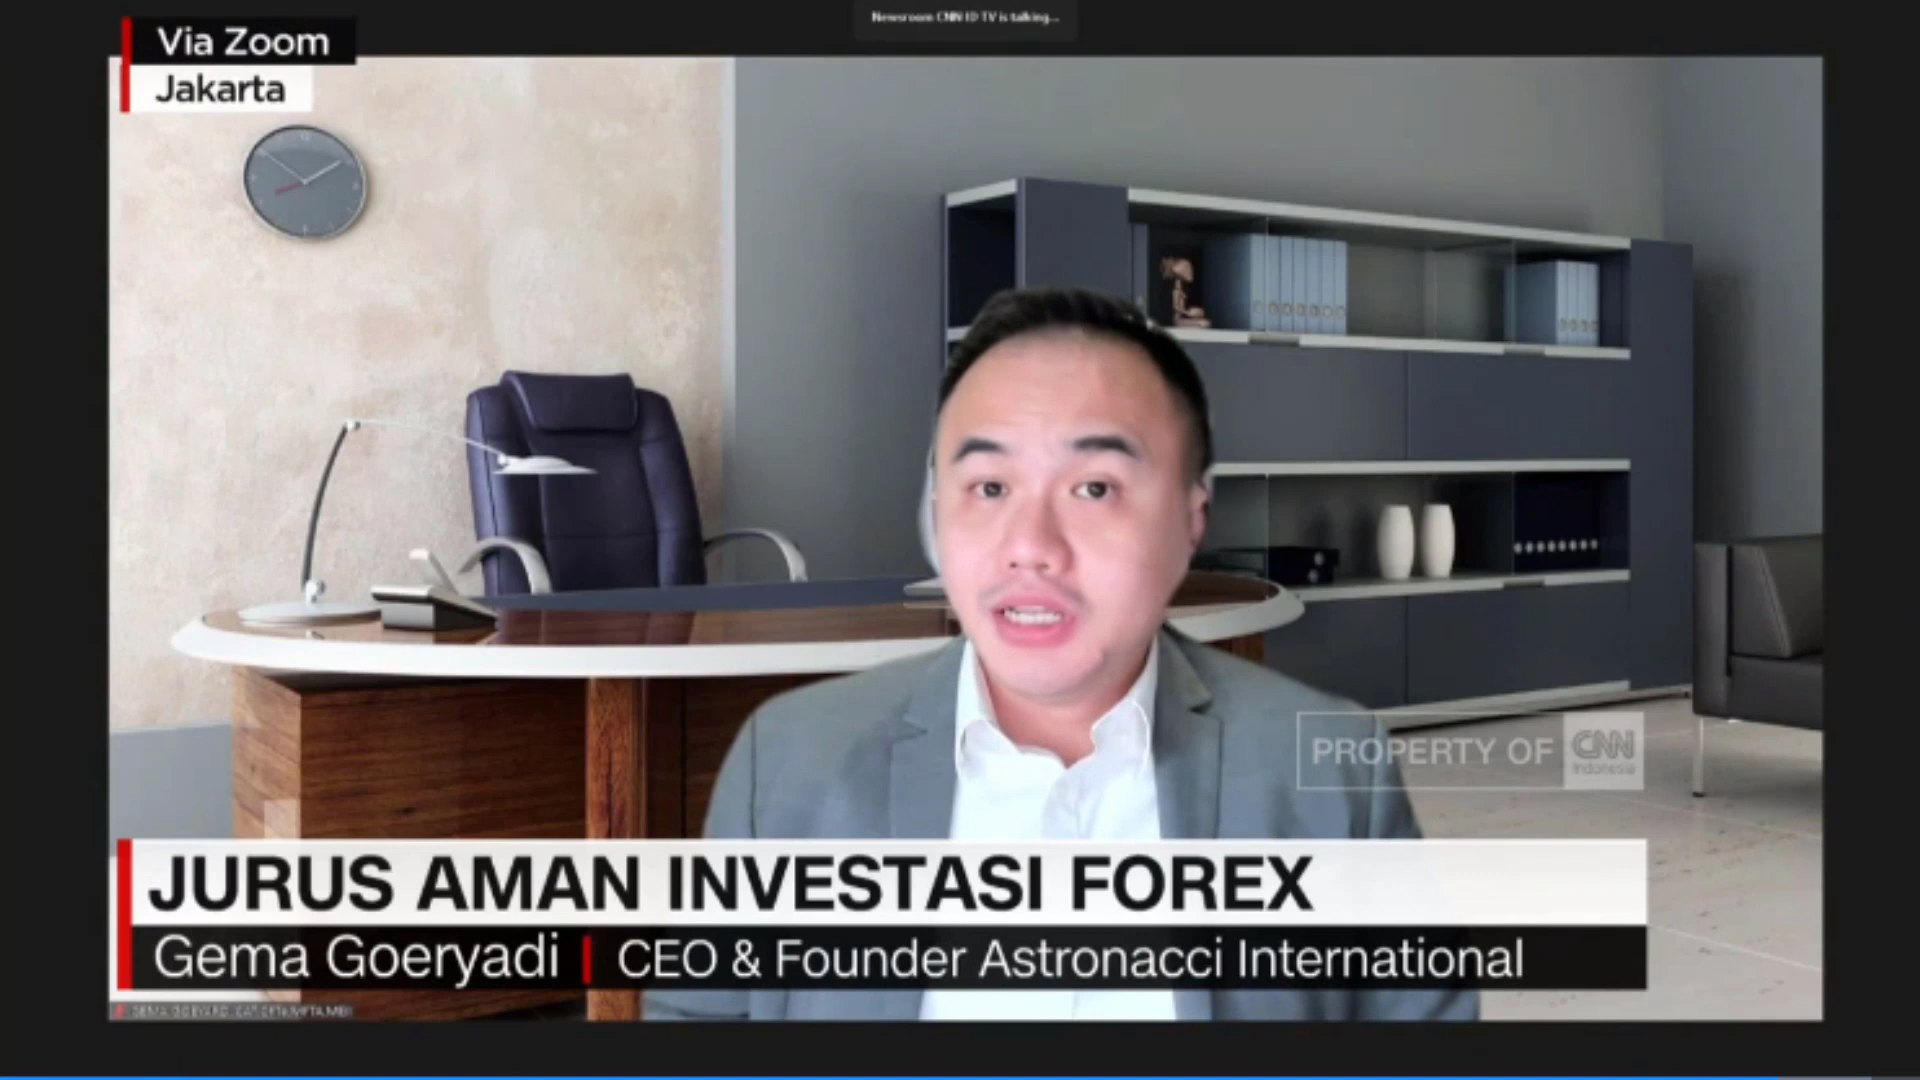 Newsroom CNN ID TV is talking...
Via Zoom
Jakarta
PROPERTY OF CNN Indonesia
JURUS AMAN INVESTASI FOREX
Gema Goeryadi | CEO & Founder Astronacci International